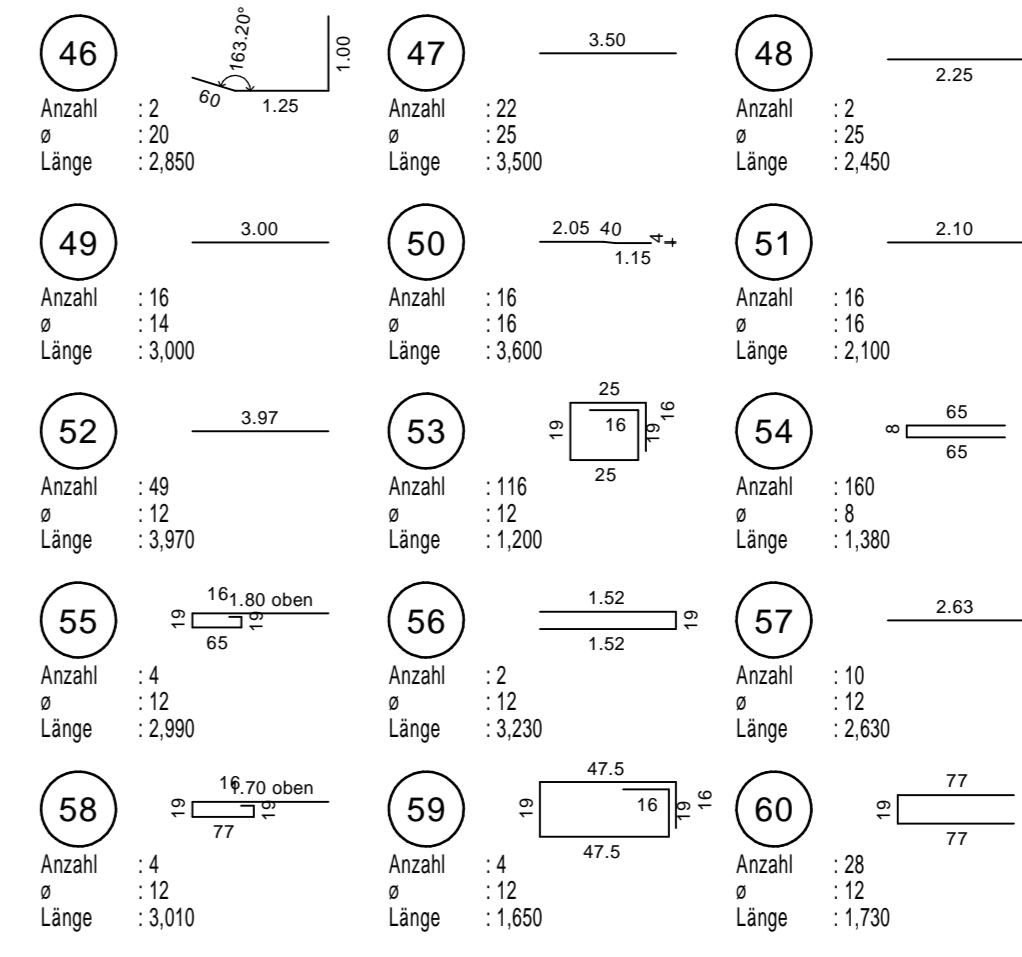 46
163.20°
1.00
60
1.25
Anzahl : 2
ø : 20
Länge : 2,850
47
3.50
Anzahl : 22
ø : 25
Länge : 3,500
48
2.25
Anzahl : 2
ø : 25
Länge : 2,450
49
3.00
Anzahl : 16
ø : 14
Länge : 3,000
50
2.05 40
4
1.15
Anzahl : 16
ø : 16
Länge : 3,600
51
2.10
Anzahl : 16
ø : 16
Länge : 2,100
52
3.97
Anzahl : 49
ø : 12
Länge : 3,970
53
25
19
16
19
16
25
Anzahl : 116
ø : 12
Länge : 1,200
54
65
8
65
Anzahl : 160
ø : 8
Länge : 1,380
55
16
1.80 oben
19
19
65
Anzahl : 4
ø : 12
Länge : 2,990
56
1.52
19
1.52
Anzahl : 2
ø : 12
Länge : 3,230
57
2.63
Anzahl : 10
ø : 12
Länge : 2,630
58
16
1.70 oben
19
19
77
Anzahl : 4
ø : 12
Länge : 3,010
59
47.5
19
16
19
16
47.5
Anzahl : 4
ø : 12
Länge : 1,650
60
77
19
77
Anzahl : 28
ø : 12
Länge : 1,730